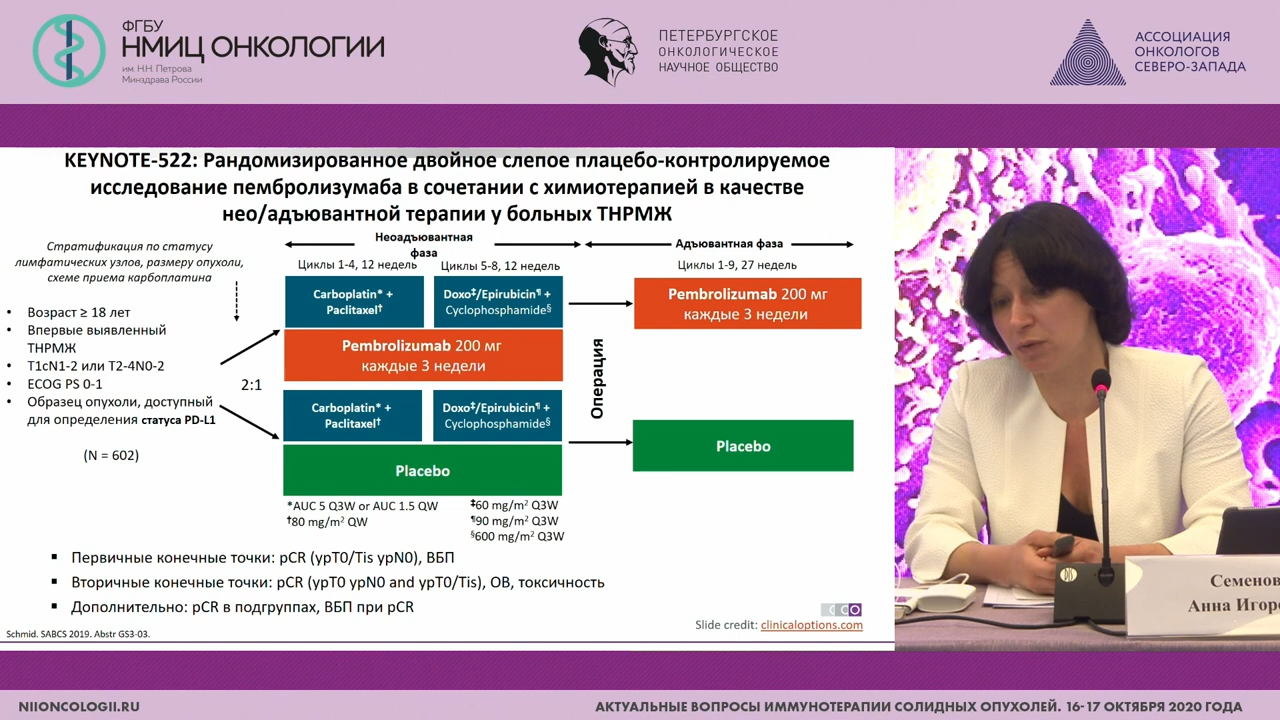 ФГБУ
НМИЦ ОНКОЛОГИИ
им. Н.Н. Петрова
Минздрава России
ПЕТЕРБУРГСКОЕ
ОНКОЛОГИЧЕСКОЕ
НАУЧНОЕ ОБЩЕСТВО
АССОЦИАЦИЯ
ОНКОЛОГОВ
СЕВЕРО-ЗАПАДА
KEYNOTE-522: Рандомизированное двойное слепое плацебо-контролируемое
исследование пембролизумаба в сочетании с химиотерапией в качестве
нео/адъювантной терапии у больных ТНРМЖ
Стратификация по статусу
лимфатических узлов, размеру опухоли,
схеме приема карбоплатина
• Возраст ≥ 18 лет
• Впервые выявленный
ТНРМЖ
• T1cN1-2 или T2-4N0-2
• ECOG PS 0-1
• Образец опухоли, доступный
для определения статуса PD-L1
(N = 602)
2:1
Неоадъювантная
фаза
Циклы 1-4, 12 недель
Циклы 5-8, 12 недель
Carboplatin* +
Paclitaxel†
Doxo‡/Epirubicin¶ +
Cyclophosphamide§
Pembrolizumab 200 мг
каждые 3 недели
Carboplatin* +
Paclitaxel†
Doxo‡/Epirubicin¶ +
Cyclophosphamide§
Placebo
*AUC 5 Q3W or AUC 1.5 QW
†80 mg/m² QW
‡60 mg/m² Q3W
¶90 mg/m² Q3W
§600 mg/m² Q3W
Операция
Адъювантная фаза
Циклы 1-9, 27 недель
Pembrolizumab 200 мг
каждые 3 недели
Placebo
▪ Первичные конечные точки: pCR (ypT0/Tis ypN0), ВБП
▪ Вторичные конечные точки: pCR (ypT0 ypN0 and ypT0/Tis), ОВ, токсичность
▪ Дополнительно: pCR в подгруппах, ВБП при pCR
CCO
Slide credit: clinicaloptions.com
Schmid. SABCS 2019. Abstr GS3-03.
Семенов
Анна Игоре
NIIONCOLOGII.RU
АКТУАЛЬНЫЕ ВОПРОСЫ ИММУНОТЕРАПИИ СОЛИДНЫХ ОПУХОЛЕЙ. 16-17 ОКТЯБРЯ 2020 ГОДА